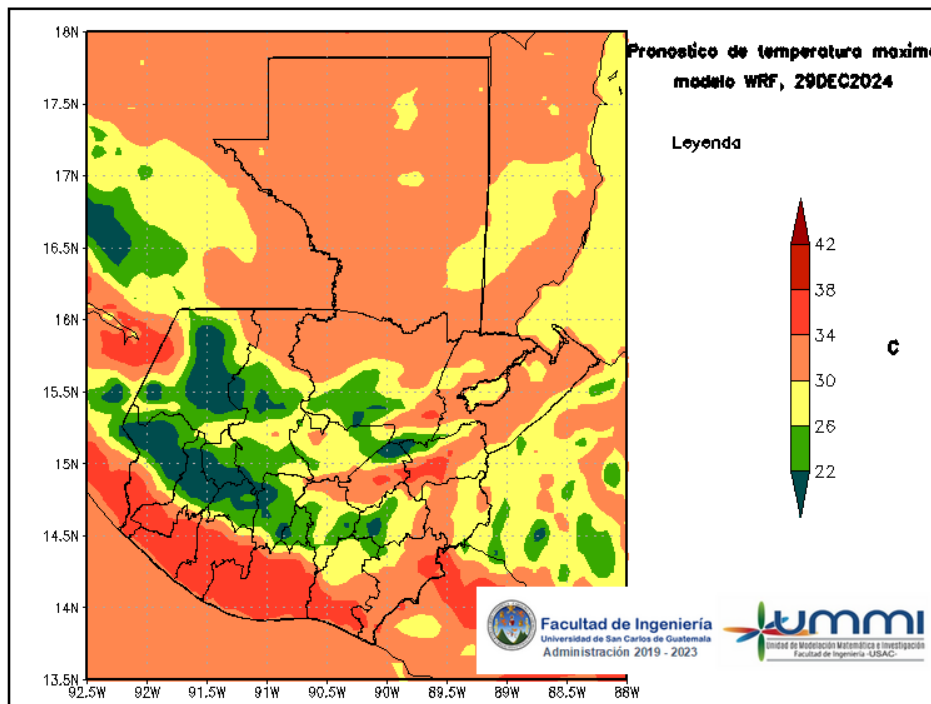 Pronostico de temperatura maxima
modelo WRF, 29DEC2024
Leyenda
18N
17.5N
17N
16.5N
16N
15.5N
15N
14.5N
14N
13.5N
92.5W 92W 91.5W 91W 90.5W 90W 89.5W 89W 88.5W 88W
42
38
34
30
26
22
C
Facultad de Ingeniería
Universidad de San Carlos de Guatemala
Administración 2019 - 2023
UMMI
Unidad de Modelación Matemática e Investigación
Facultad de Ingeniería -USAC-